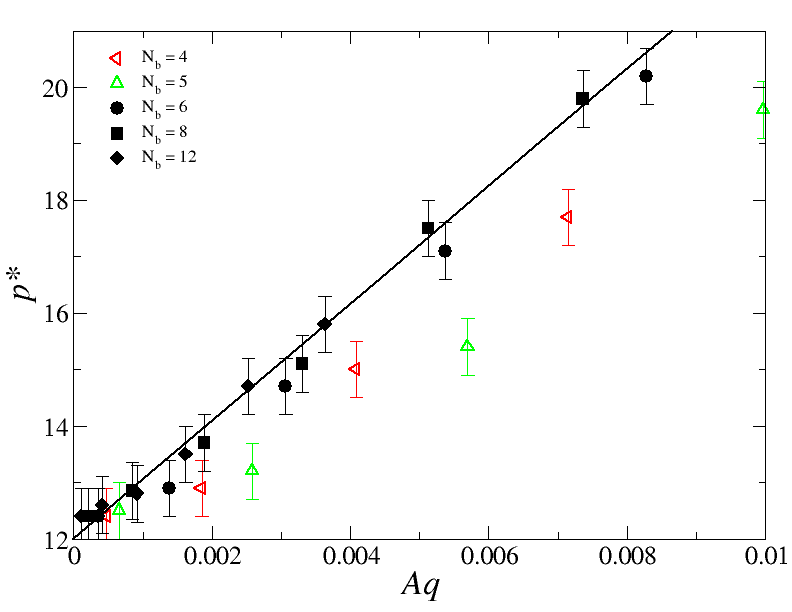 N_b = 4
N_b = 5
N_b = 6
N_b = 8
N_b = 12
20
18
16
14
12
p*
0 0.002 0.004 0.006 0.008 0.01
Aq